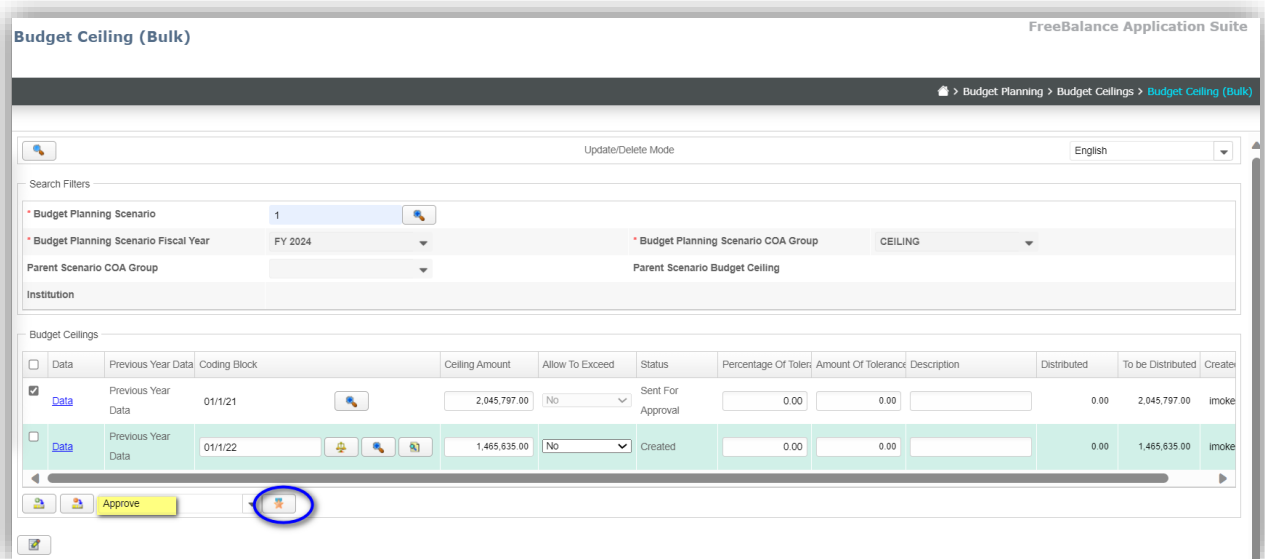 FreeBalance Application Suite
Budget Ceiling (Bulk)
> Budget Planning > Budget Ceilings > Budget Ceiling (Bulk)
Update/Delete Mode English
Search Filters
* Budget Planning Scenario 1
* Budget Planning Scenario Fiscal Year FY 2024 * Budget Planning Scenario COA Group CEILING
Parent Scenario COA Group Parent Scenario Budget Ceiling
Institution
Budget Ceilings
Data Previous Year Data Coding Block Ceiling Amount Allow To Exceed Status Percentage Of Toler Amount Of Tolerance Description Distributed To be Distributed Create
Data Previous Year Data 01/1/21 2,045,797.00 No Sent For Approval 0.00 0.00 0.00 2,045,797.00 imoke
Data Previous Year Data 01/1/22 1,465,635.00 No Created 0.00 0.00 0.00 1,465,635.00 imoke
Approve